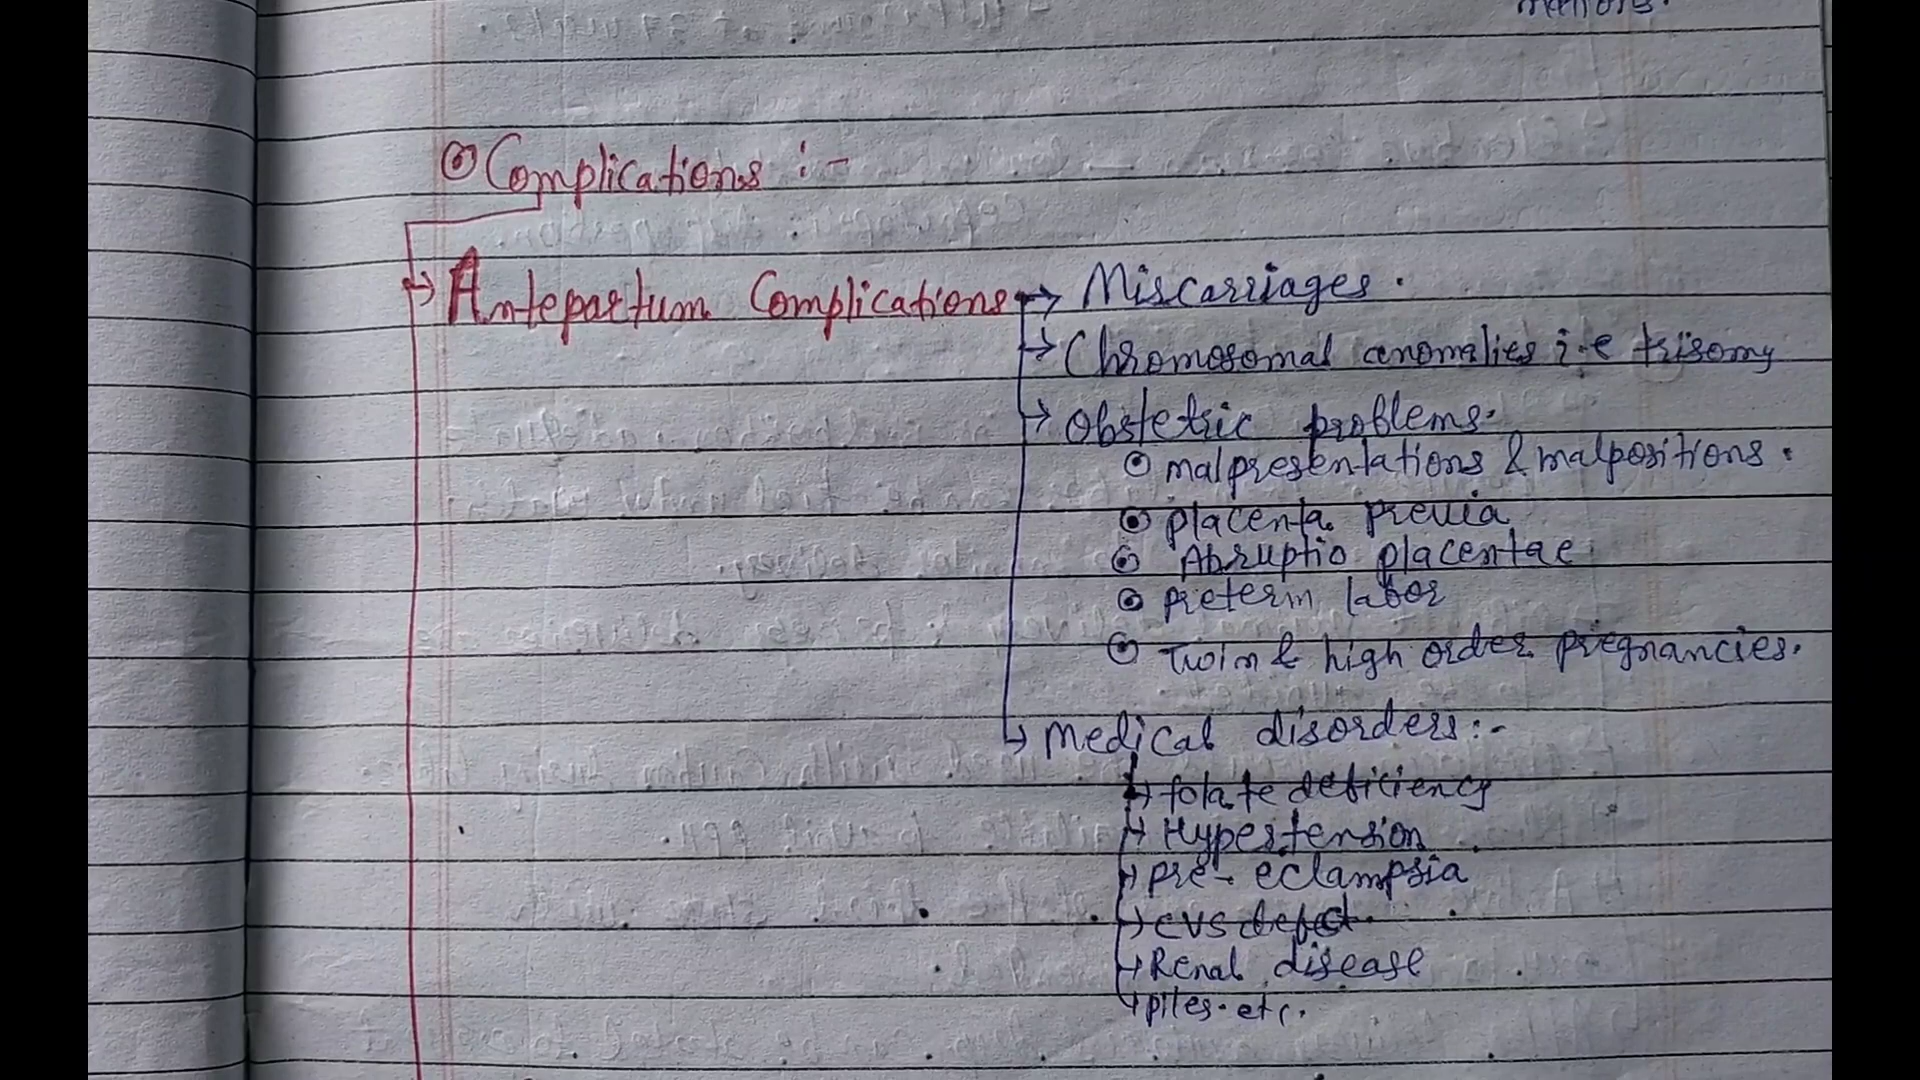 Complications :-
Antepartum Complications → Miscarriages.
→ Chromosomal anomalies i.e trisomy
→ Obstetric problems.
⊙ malpresentations & malpositions.
⊙ placenta previa
⊙ Abruptio placentae
⊙ preterm labor
⊙ Twin & high order pregnancies.
↳ Medical disorders:-
→ folate deficiency
→ Hypertension
→ pre-eclampsia
→ CVS defect
→ Renal disease
→ piles. etc.